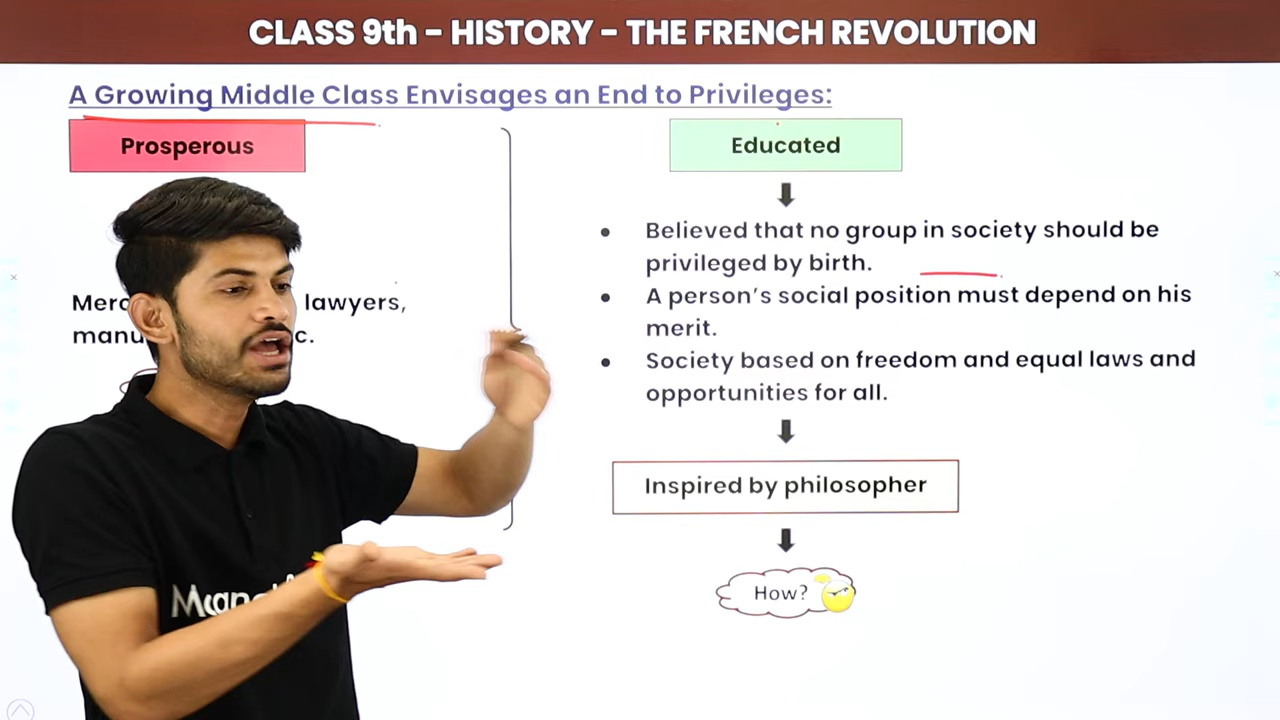 CLASS 9th - HISTORY - THE FRENCH REVOLUTION
A Growing Middle Class Envisages an End to Privileges:
Prosperous
lawyers,
Educated
Believed that no group in society should be
privileged by birth.
A person's social position must depend on his
merit.
Society based on freedom and equal laws and
opportunities for all.
Inspired by philosopher
How?